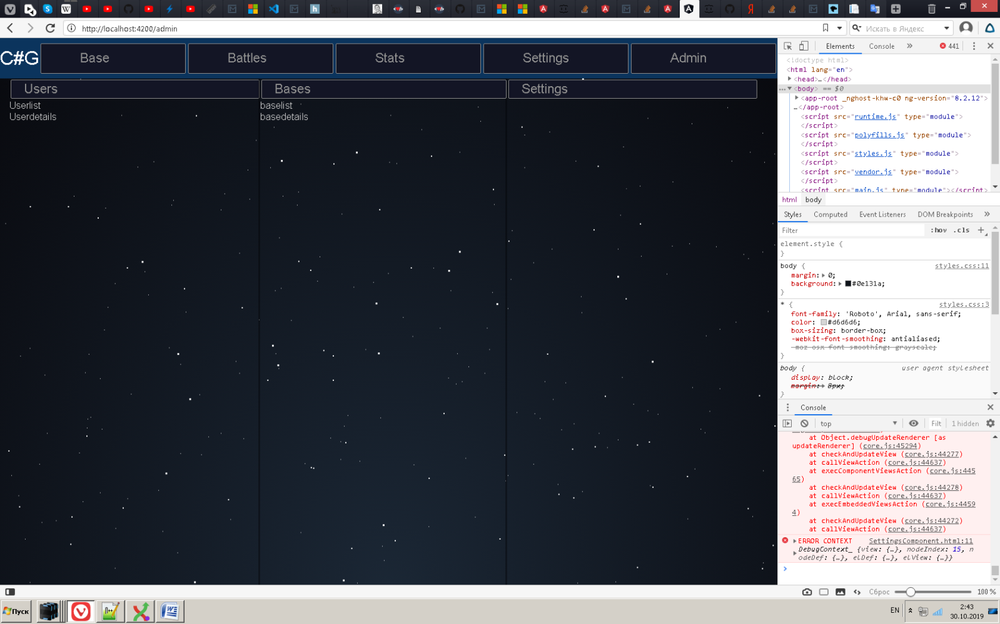 http://localhost:4200/admin
Искать в Яндекс
C#G
Base
Battles
Stats
Settings
Admin
Users
Bases
Settings
Userlist
Userdetails
baselist
basedetails
Elements
Console
441
<!doctype html>
<html lang="en">
<head>…</head>
<body> == $0
<app-root _nghost-khw-c0 ng-version="8.2.12">
…</app-root>
<script src="runtime.js" type="module">
</script>
<script src="polyfills.js" type="module">
</script>
<script src="styles.js" type="module">
</script>
<script src="vendor.js" type="module">
</script>
<script src="main.js" type="module"></script>
html
body
Styles
Computed
Event Listeners
DOM Breakpoints
Filter
:hov
.cls
element.style {
}
body {
styles.css:11
margin: 0;
background: #0e131a;
}
* {
styles.css:3
font-family: 'Roboto', Arial, sans-serif;
color: #d6d6d6;
box-sizing: border-box;
-webkit-font-smoothing: antialiased;
-moz-osx-font-smoothing: grayscale;
}
body {
user agent stylesheet
display: block;
margin: 8px;
}
Console
top
Filt
1 hidden
at Object.debugUpdateRenderer [as
updateRenderer] (core.js:45294)
at checkAndUpdateView (core.js:44277)
at callViewAction (core.js:44637)
at execComponentViewsAction (core.js:445
65)
at checkAndUpdateView (core.js:44278)
at callViewAction (core.js:44637)
at execEmbeddedViewsAction (core.js:4459
4)
at checkAndUpdateView (core.js:44272)
at callViewAction (core.js:44637)
ERROR CONTEXT
SettingsComponent.html:11
DebugContext_ {view: {…}, nodeIndex: 15, n
odeDef: {…}, elDef: {…}, elView: {…}}
Сброс
100 %
Пуск
EN
2:43
30.10.2019